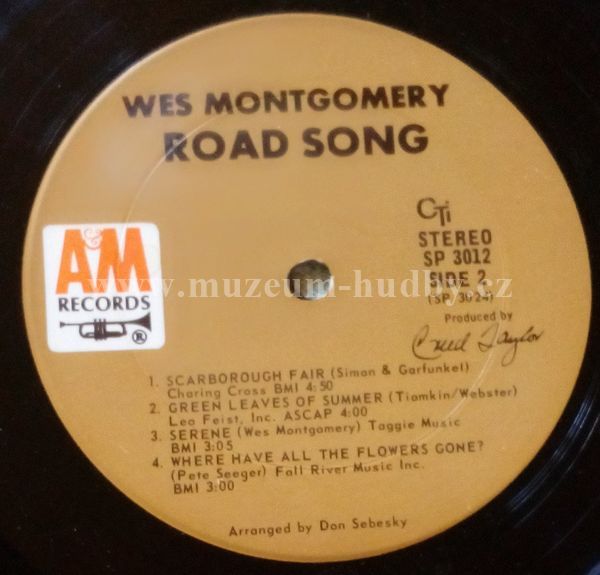 WES MONTGOMERY
ROAD SONG
CTi
STEREO
SP 3012
SIDE 2
(SP 3924)
Produced by
Creed Taylor
A&M
RECORDS
®
www.muzeum-hudby.cz
1. SCARBOROUGH FAIR (Simon & Garfunkel)
Charing Cross BMI 4:50
2. GREEN LEAVES OF SUMMER (Tiomkin/Webster)
Leo Feist, Inc. ASCAP 4:00
3. SERENE (Wes Montgomery) Taggie Music
BMI 3:05
4. WHERE HAVE ALL THE FLOWERS GONE?
(Pete Seeger) Fall River Music Inc.
BMI 3:00
Arranged by Don Sebesky